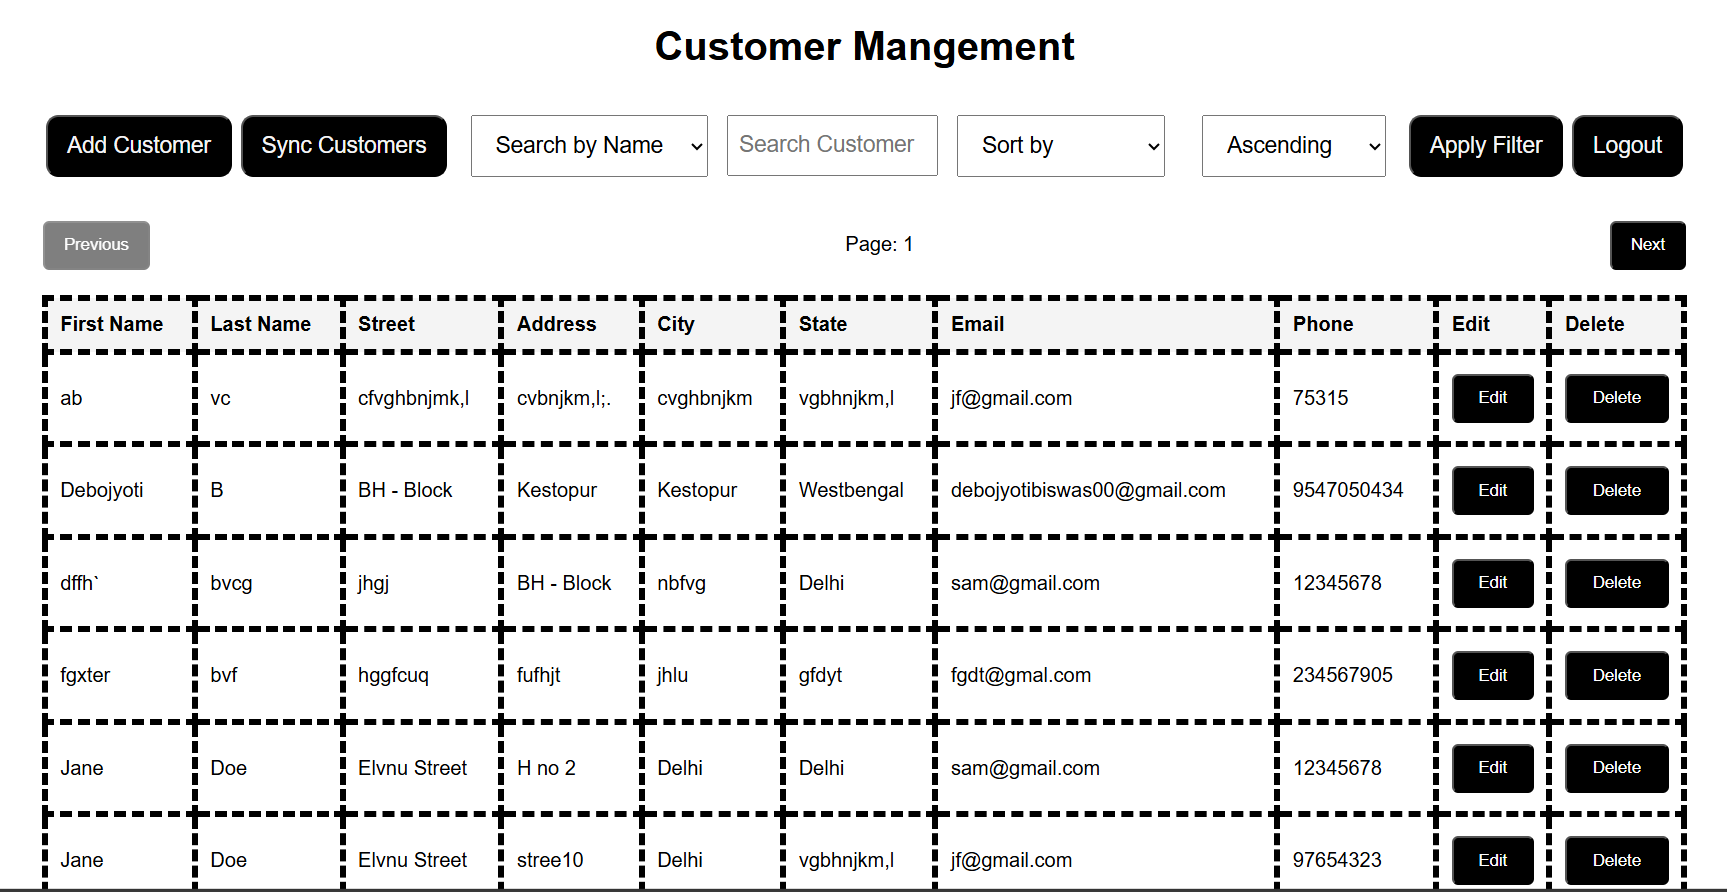 Customer Mangement
Add Customer Sync Customers Search by Name Search Customer Sort by Ascending Apply Filter Logout
Previous Page: 1 Next
First Name Last Name Street Address City State Email Phone Edit Delete
ab vc cfvghbnjmk,l cvbnjkm,l;. cvghbnjkm vgbhnjkm,l jf@gmail.com 75315 Edit Delete
Debojyoti B BH - Block Kestopur Kestopur Westbengal debojyotibiswas00@gmail.com 9547050434 Edit Delete
dffh` bvcg jhgj BH - Block nbfvg Delhi sam@gmail.com 12345678 Edit Delete
fgxter bvf hggfcuq fufhjt jhlu gfdyt fgdt@gmal.com 234567905 Edit Delete
Jane Doe Elvnu Street H no 2 Delhi Delhi sam@gmail.com 12345678 Edit Delete
Jane Doe Elvnu Street stree10 Delhi vgbhnjkm,l jf@gmail.com 97654323 Edit Delete